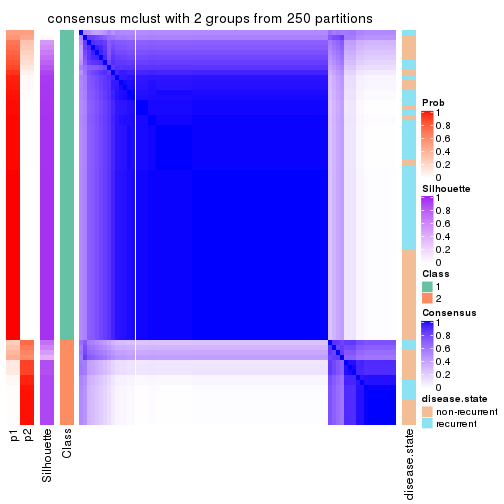 consensus mclust with 2 groups from 250 partitions
Prob
1
0.8
0.6
0.4
0.2
0
Silhouette
1
0.8
0.6
0.4
0.2
0
Class
1
2
Consensus
1
0.8
0.6
0.4
0.2
0
disease.state
non-recurrent
recurrent
p1
p2
Silhouette
Class
disease.state